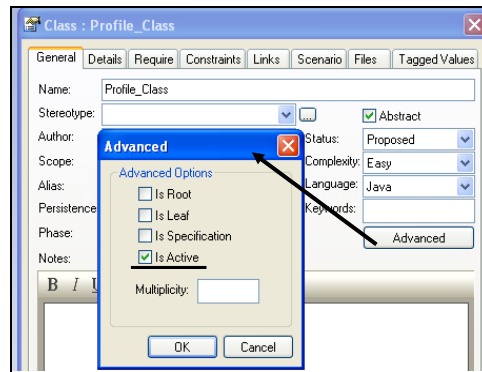 Class : Profile_Class
General Details Require Constraints Links Scenario Files Tagged Values
Name: Profile_Class
Stereotype: ... Abstract
Author: Status: Proposed
Scope: Complexity: Easy
Alias: Language: Java
Persistence Keywords:
Phase: Advanced
Notes:
B I U
Advanced
Advanced Options
Is Root
Is Leaf
Is Specification
Is Active
Multiplicity:
OK Cancel